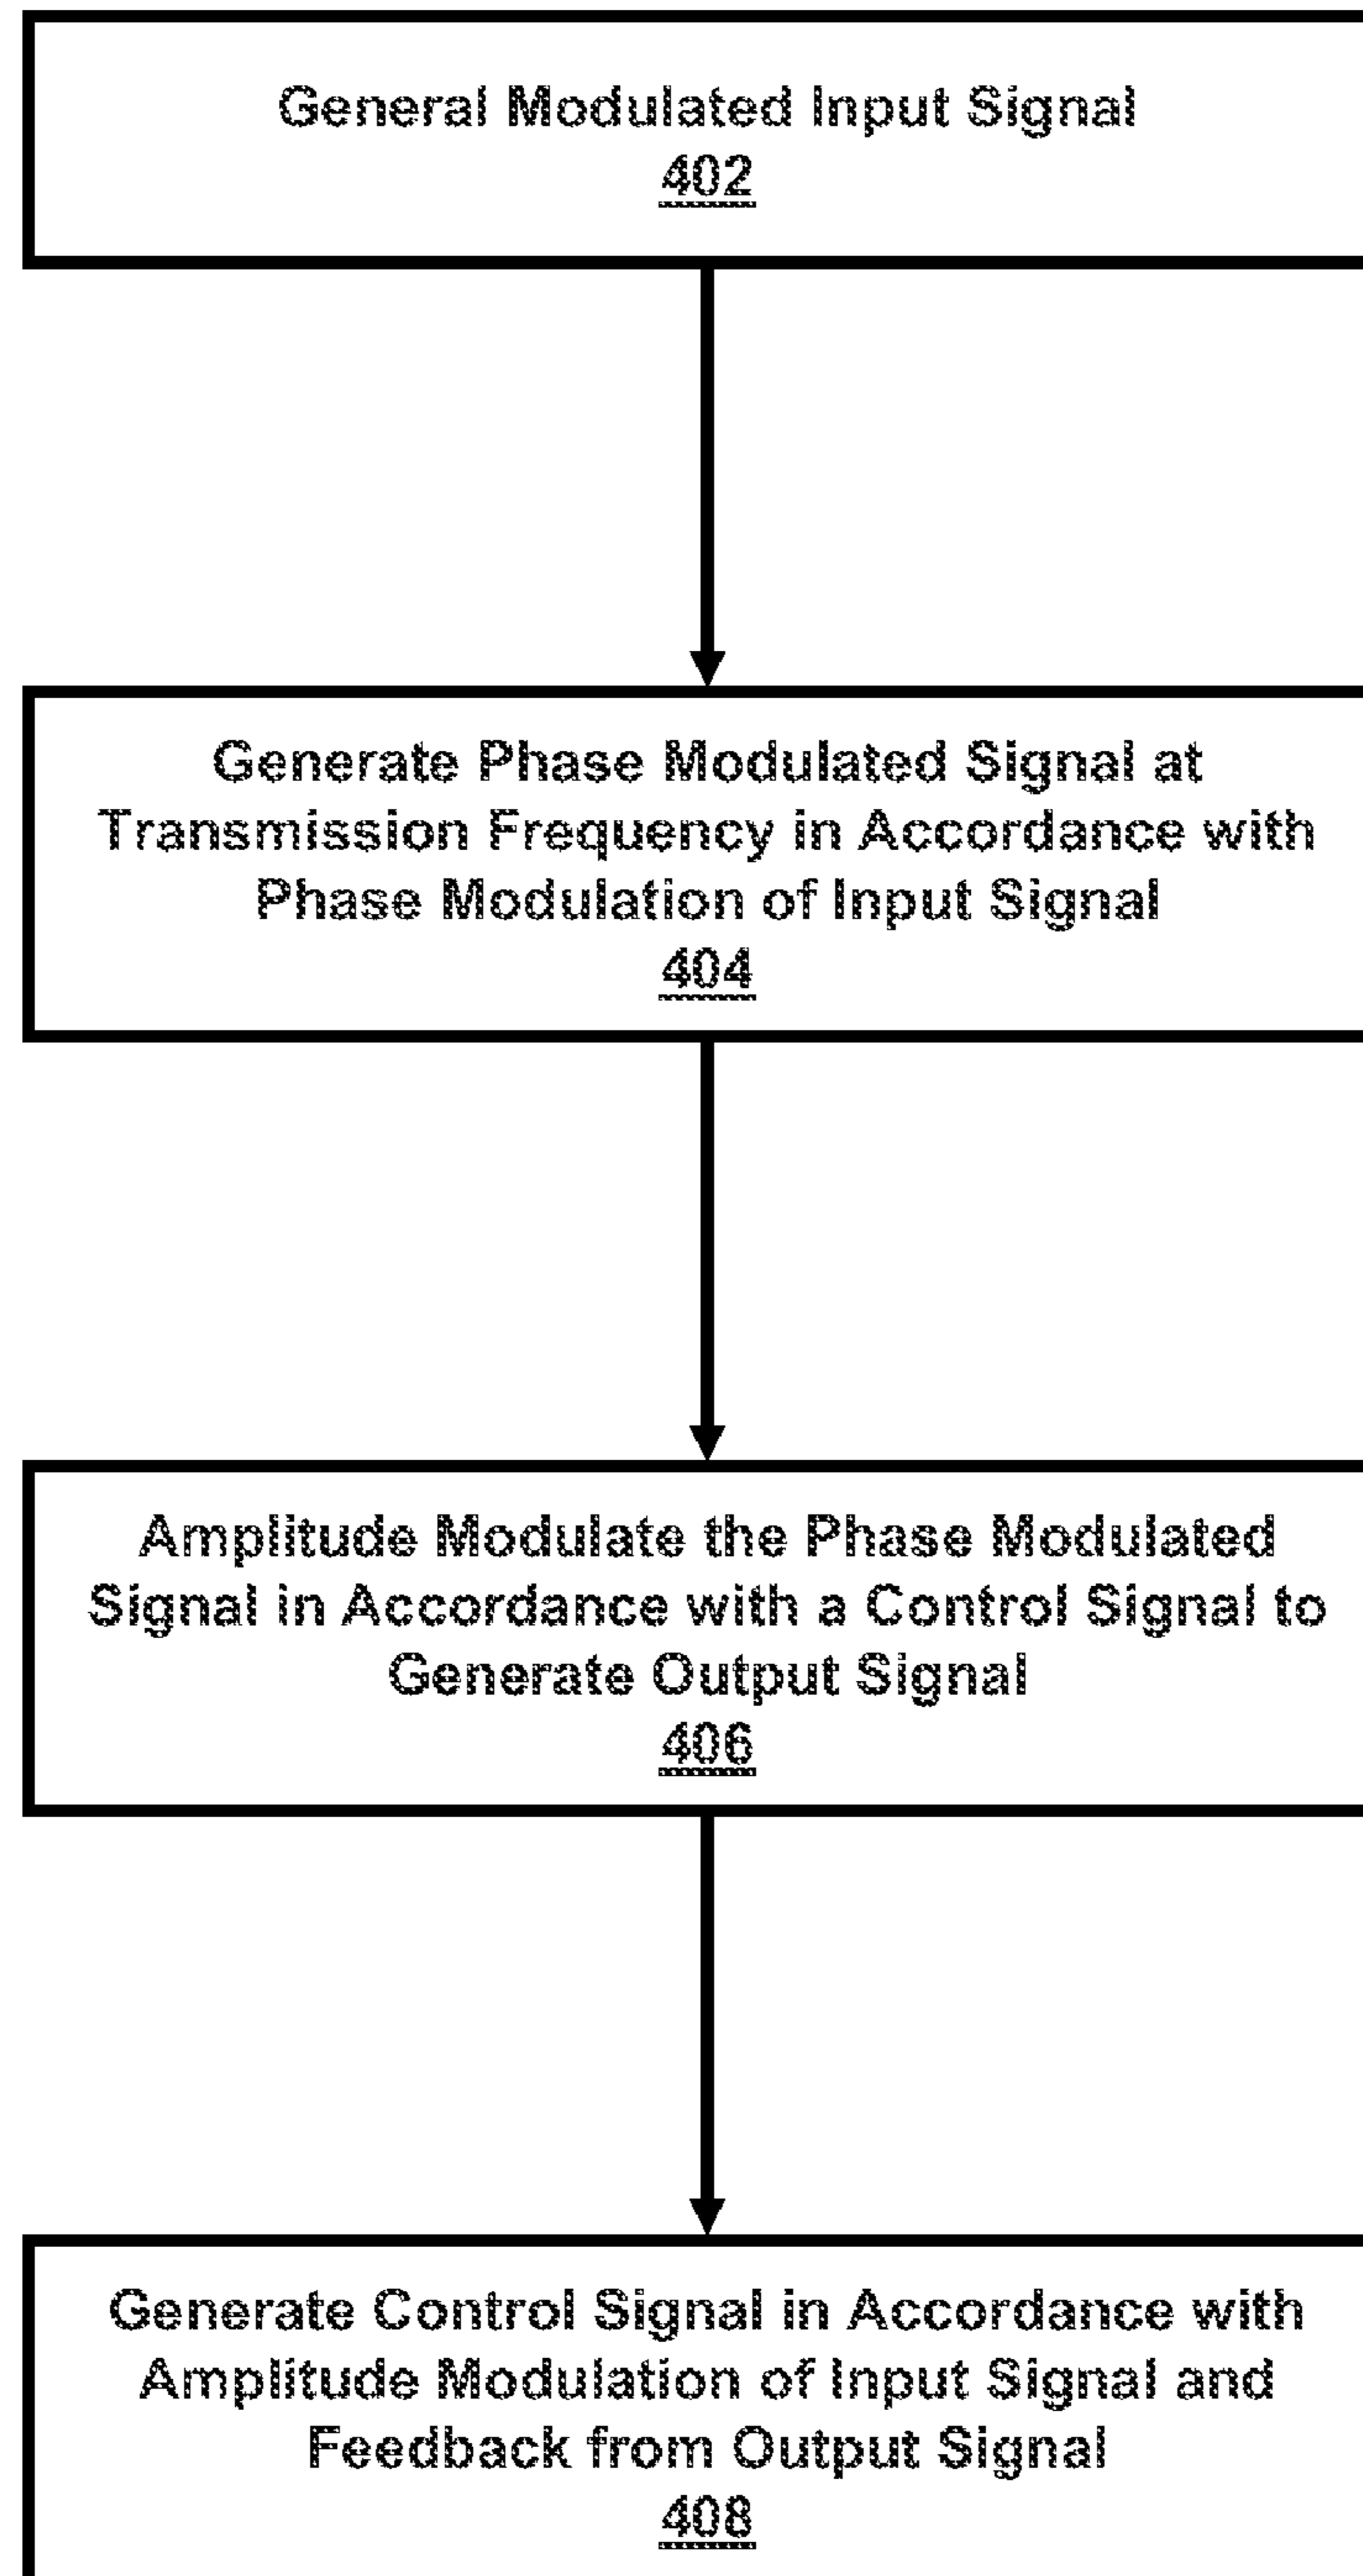 General Modulated Input Signal
402
Generate Phase Modulated Signal at
Transmission Frequency in Accordance with
Phase Modulation of Input Signal
404
Amplitude Modulate the Phase Modulated
Signal in Accordance with a Control Signal to
Generate Output Signal
406
Generate Control Signal in Accordance with
Amplitude Modulation of Input Signal and
Feedback from Output Signal
408